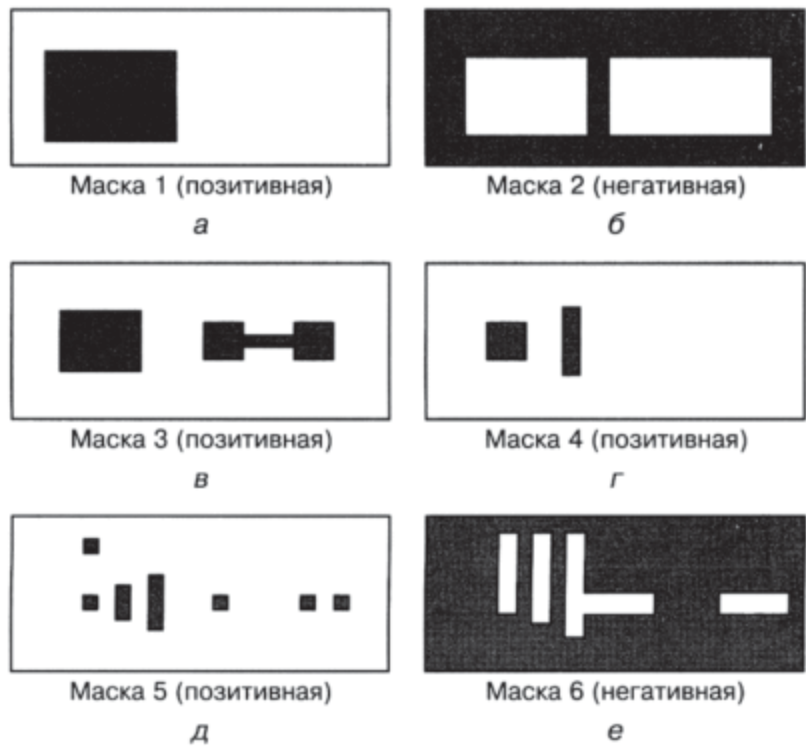 Маска 1 (позитивная)
а
Маска 2 (негативная)
б
Маска 3 (позитивная)
в
Маска 4 (позитивная)
г
Маска 5 (позитивная)
д
Маска 6 (негативная)
е